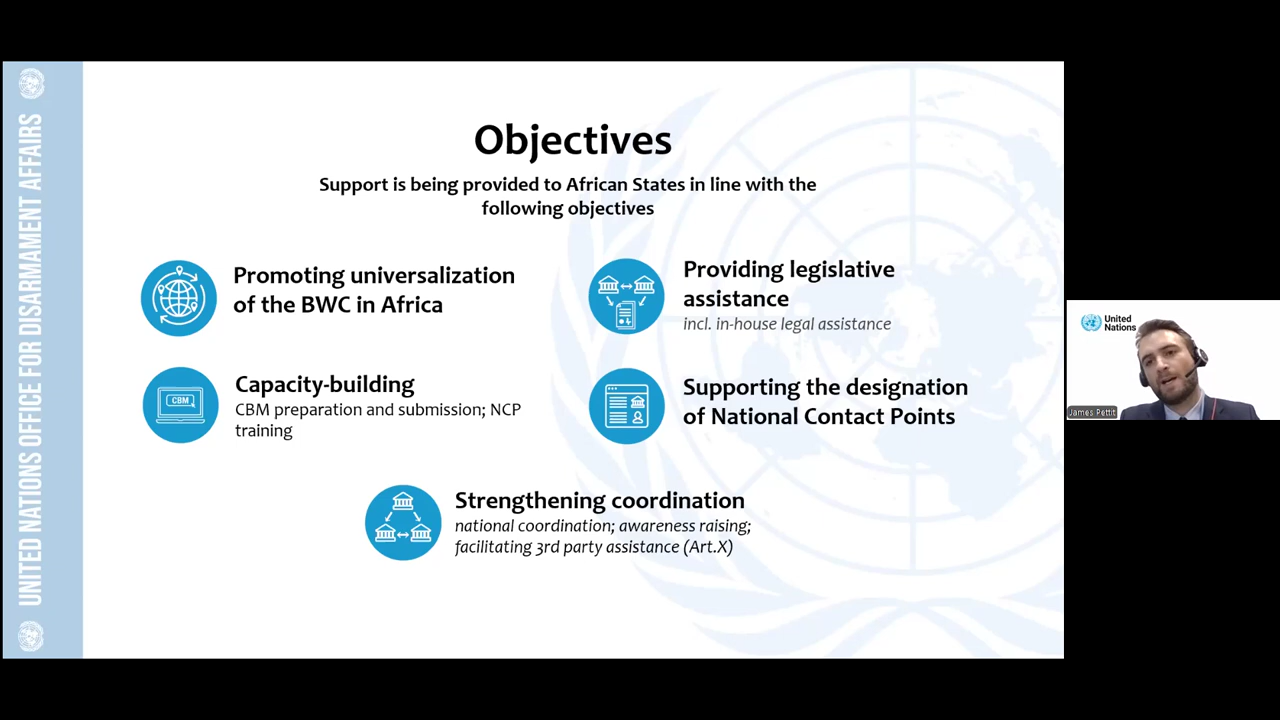 UNITED NATIONS OFFICE FOR DISARMAMENT AFFAIRS
Objectives
Support is being provided to African States in line with the
following objectives
Promoting universalization
of the BWC in Africa
Providing legislative
assistance
incl. in-house legal assistance
CBM
Capacity-building
CBM preparation and submission; NCP
training
Supporting the designation
of National Contact Points
Strengthening coordination
national coordination; awareness raising;
facilitating 3rd party assistance (Art.X)
United
Nations
James Pettit